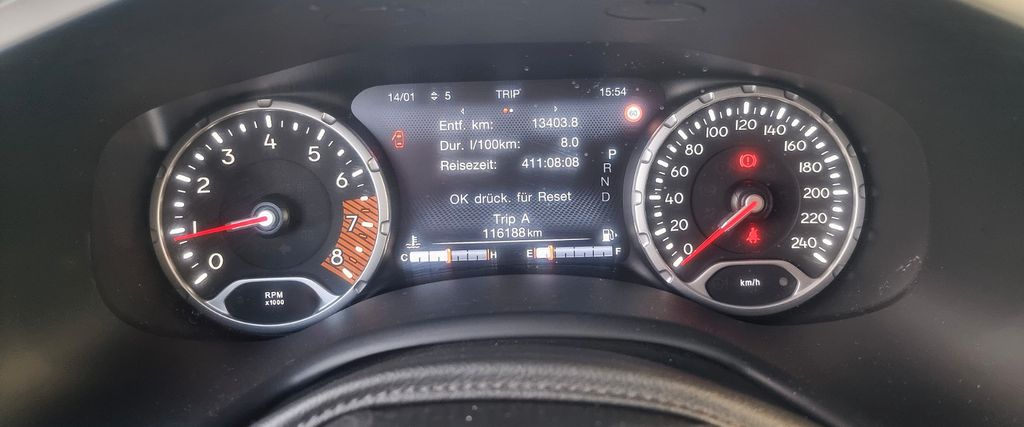 14/01 5 TRIP 15:54
60
Entf. km: 13403.8
Dur. l/100km: 8.0
Reisezeit: 411:08:08
OK drück. für Reset
Trip A
116188 km
C H E F
P
R
N
D
0 1 2 3 4 5 6 7 8
RPM
x1000
0 20 40 60 80 100 120 140 160 180 200 220 240
km/h